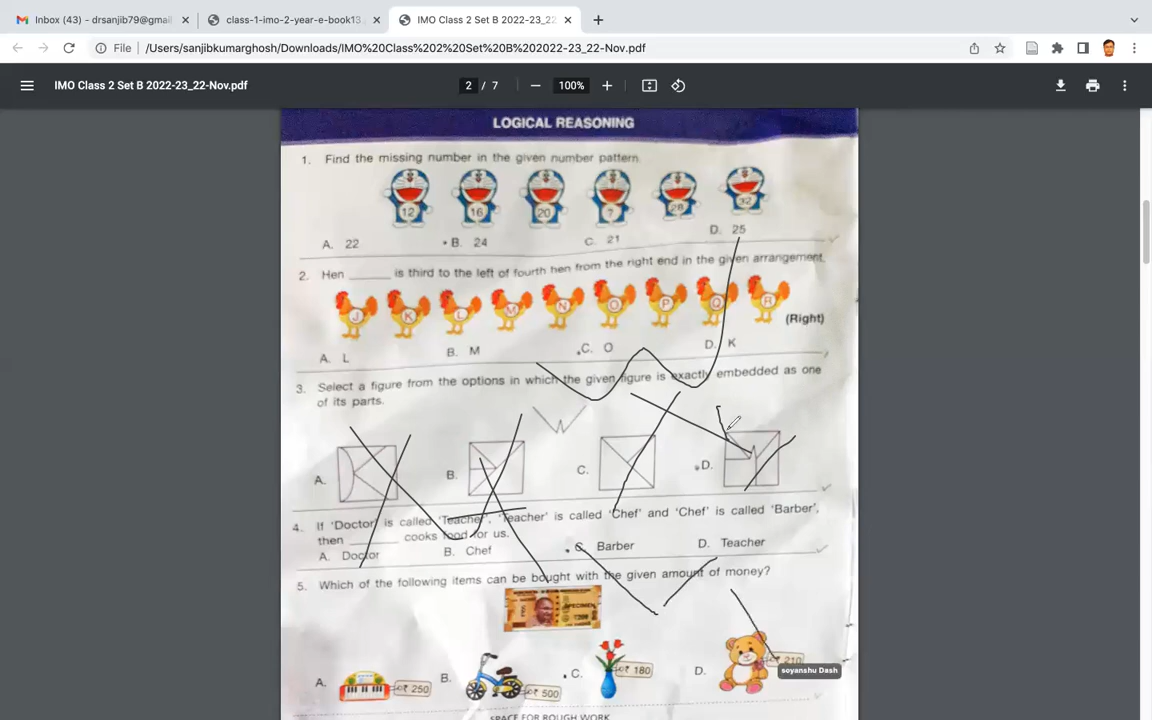 Inbox (43) - drsanjib79@gmai
class-1-imo-2-year-e-book13
IMO Class 2 Set B 2022-23_22-
File
/Users/sanjibkumarghosh/Downloads/IMO%20Class%202%20Set%20B%202022-23_22-Nov.pdf
IMO Class 2 Set B 2022-23_22-Nov.pdf
2 / 7
100%
LOGICAL REASONING
1. Find the missing number in the given number pattern.
12 16 20 ? 28 32
A. 22 B. 24 C. 21 D. 25
2. Hen ______ is third to the left of fourth hen from the right end in the given arrangement.
J K L M N O P Q R
(Right)
A. L B. M C. O D. K
3. Select a figure from the options in which the given figure is exactly embedded as one
of its parts.
A. B. C. D.
4. If 'Doctor' is called 'Teacher', 'Teacher' is called 'Chef' and 'Chef' is called 'Barber',
then ______ cooks food for us.
A. Doctor B. Chef C. Barber D. Teacher
5. Which of the following items can be bought with the given amount of money?
SPECIMEN
A. ₹ 250 B. ₹ 500 C. ₹ 180 D. ₹ 210
soyanshu Dash
SPACE FOR ROUGH WORK